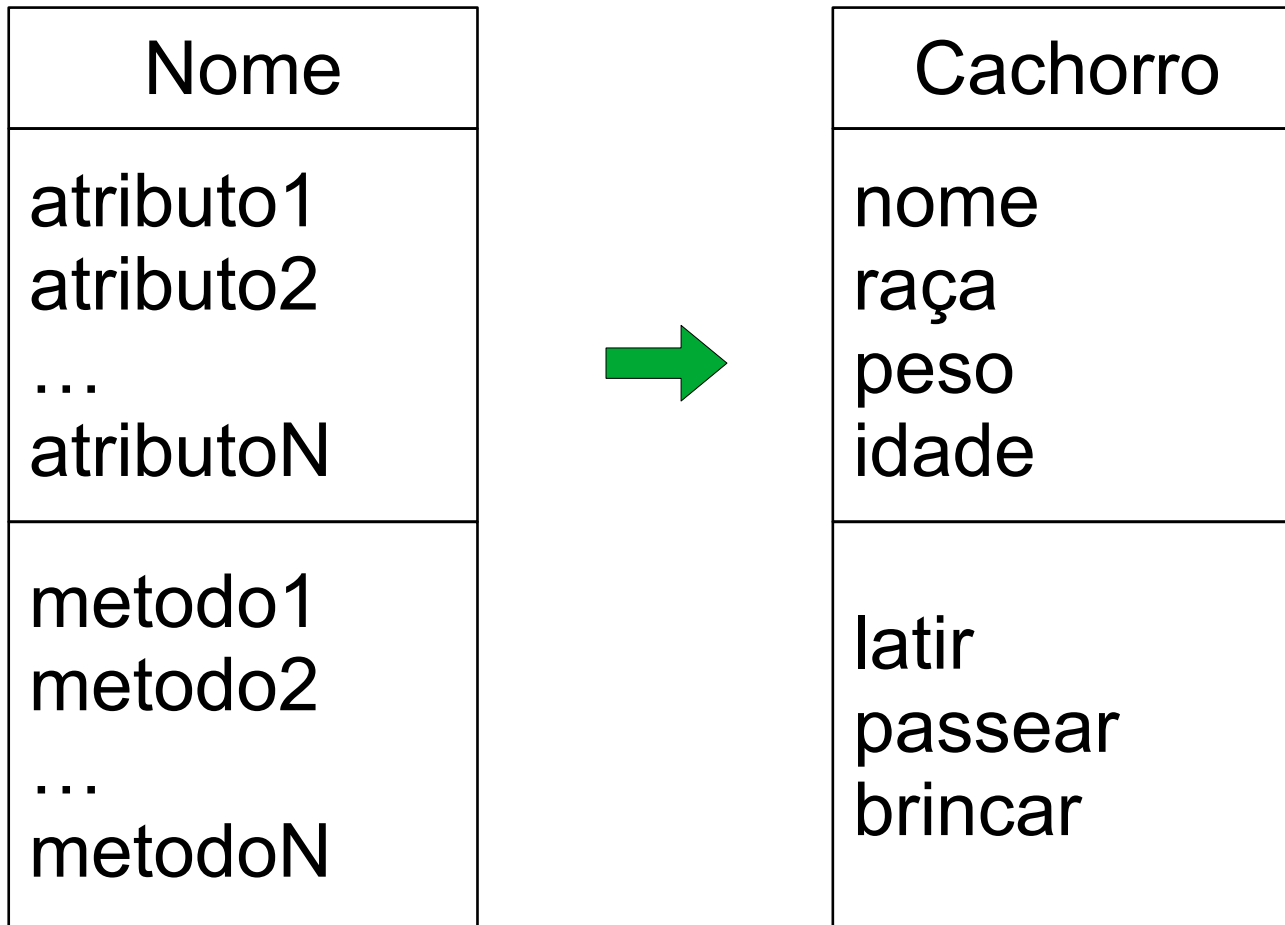 Nome
atributo1
atributo2
...
atributoN
metodo1
metodo2
...
metodoN
Cachorro
nome
raça
peso
idade
latir
passear
brincar